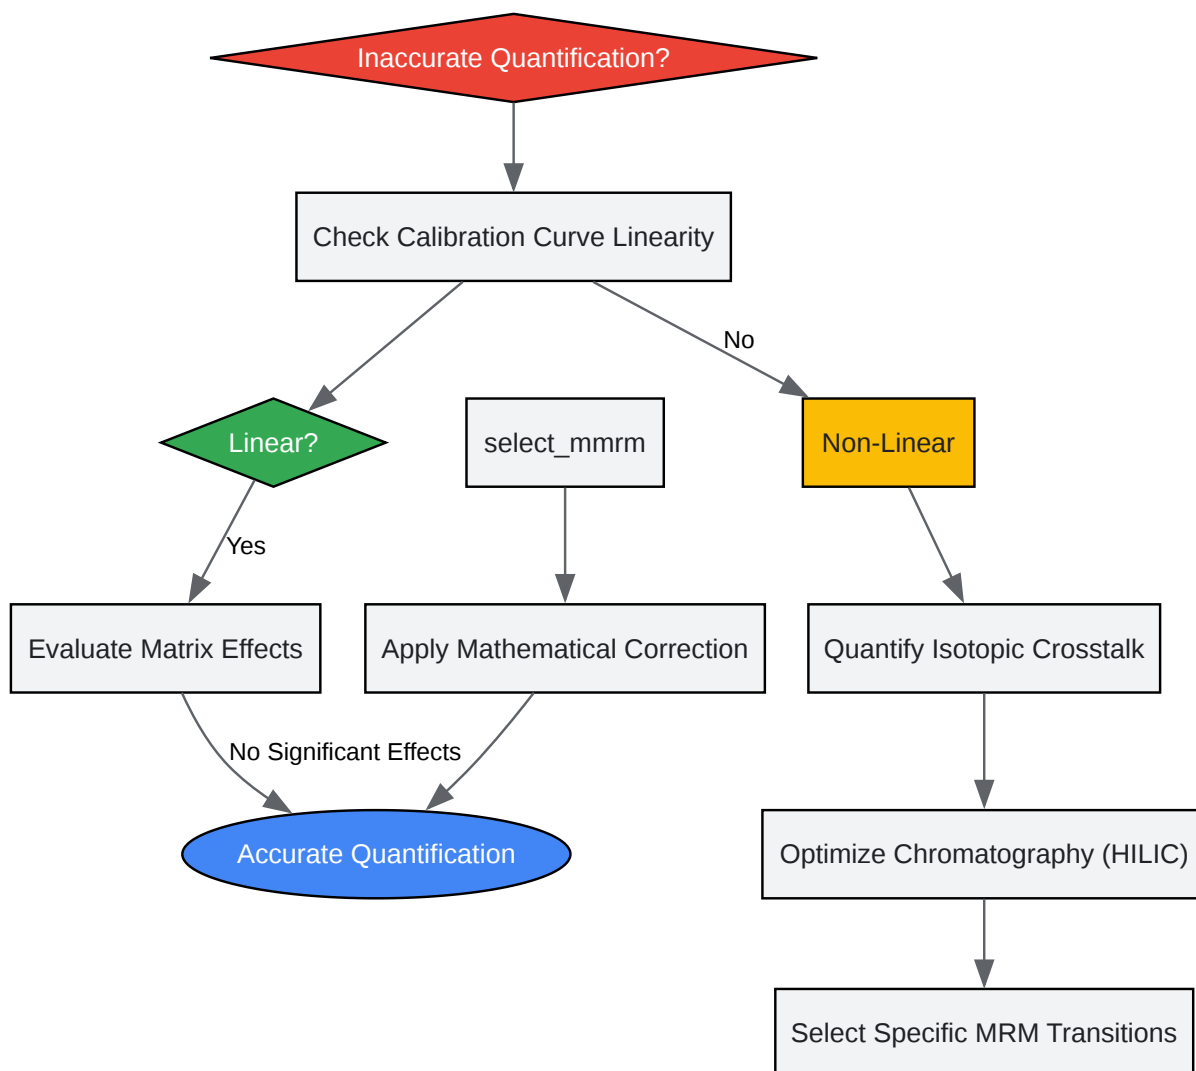 Inaccurate Quantification?
Check Calibration Curve Linearity
No
Linear?
select_mmrm
Non-Linear
Yes
Evaluate Matrix Effects
Apply Mathematical Correction
Quantify Isotopic Crosstalk
No Significant Effects
Accurate Quantification
Optimize Chromatography (HILIC)
Select Specific MRM Transitions